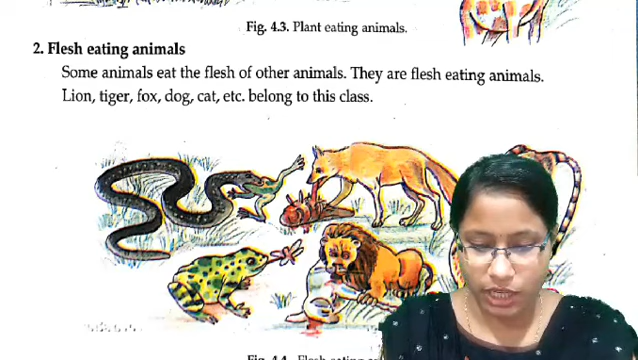 Fig. 4.3. Plant eating animals.
2. Flesh eating animals
Some animals eat the flesh of other animals. They are flesh eating animals.
Lion, tiger, fox, dog, cat, etc. belong to this class.
Fig. 4.4. Flesh